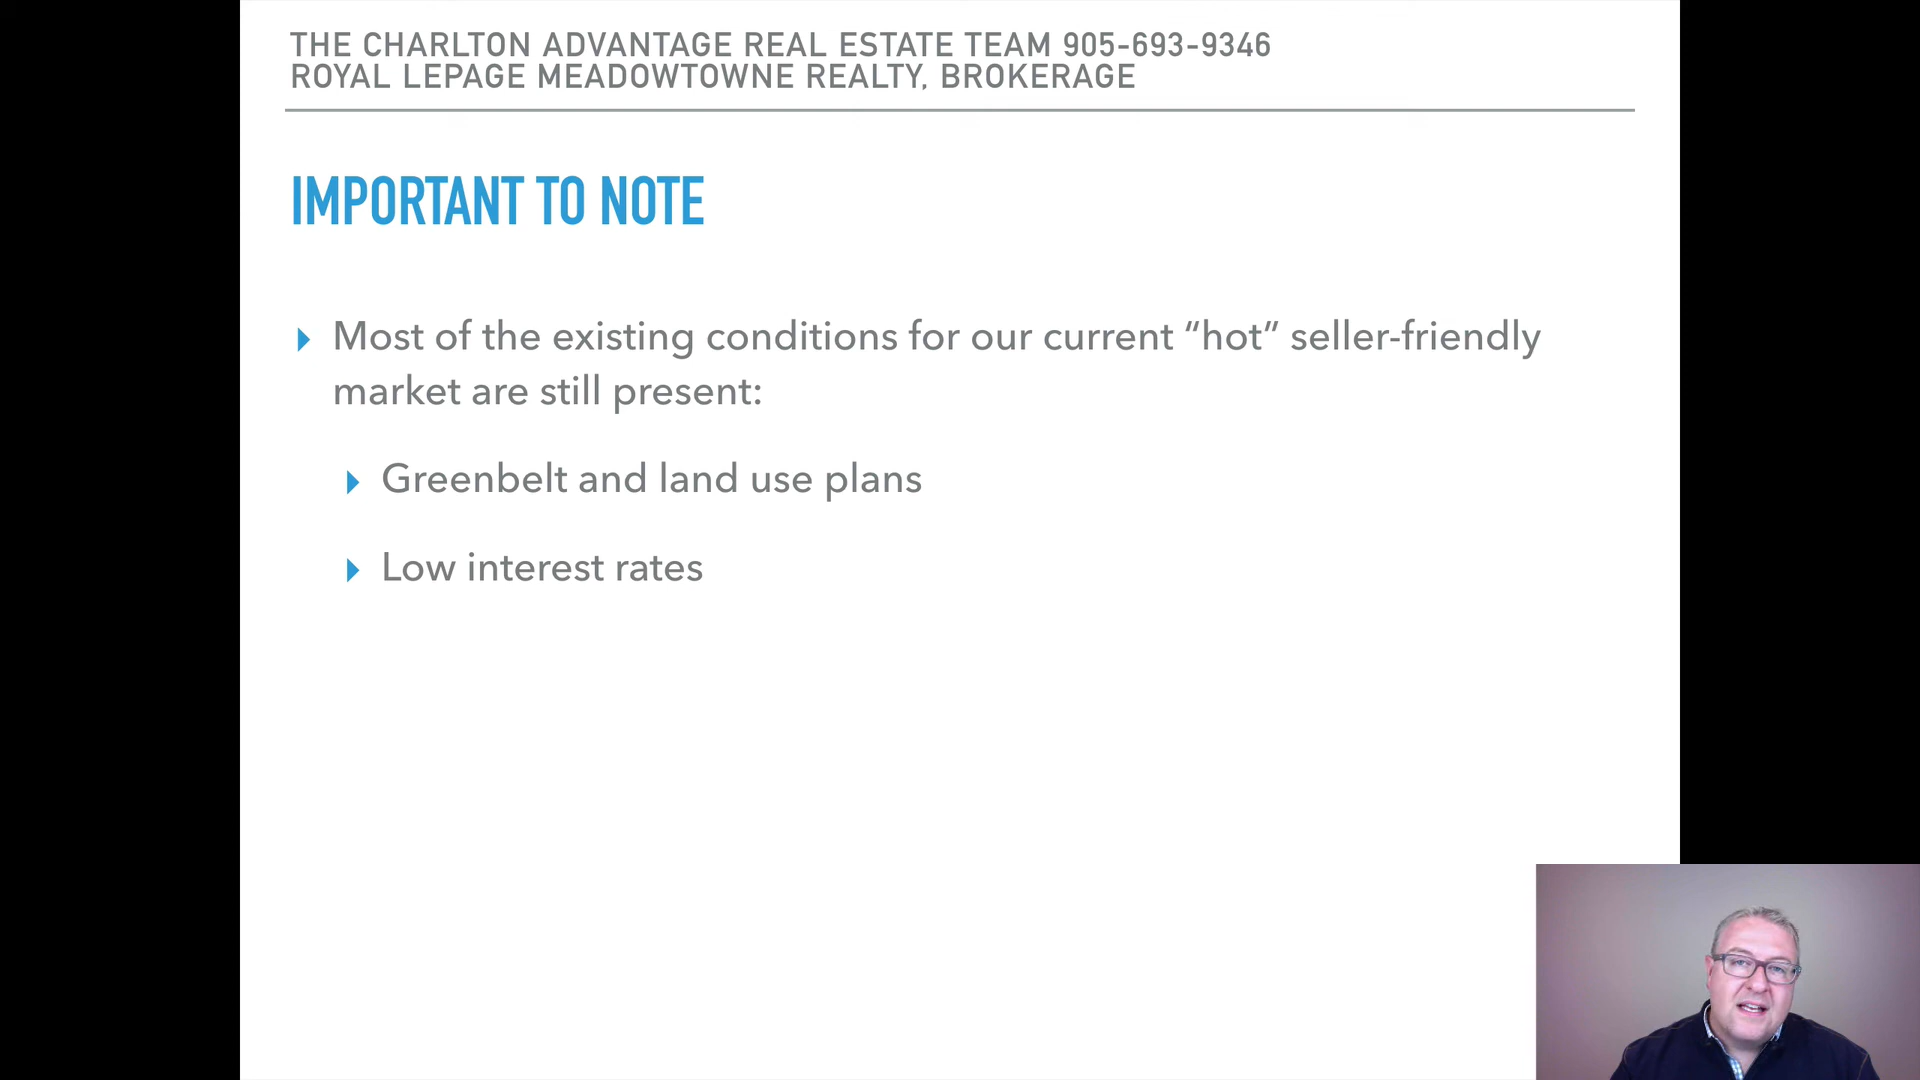 THE CHARLTON ADVANTAGE REAL ESTATE TEAM 905-693-9346
ROYAL LEPAGE MEADOWTOWNE REALTY, BROKERAGE
IMPORTANT TO NOTE
Most of the existing conditions for our current “hot” seller-friendly
market are still present:
Greenbelt and land use plans
Low interest rates